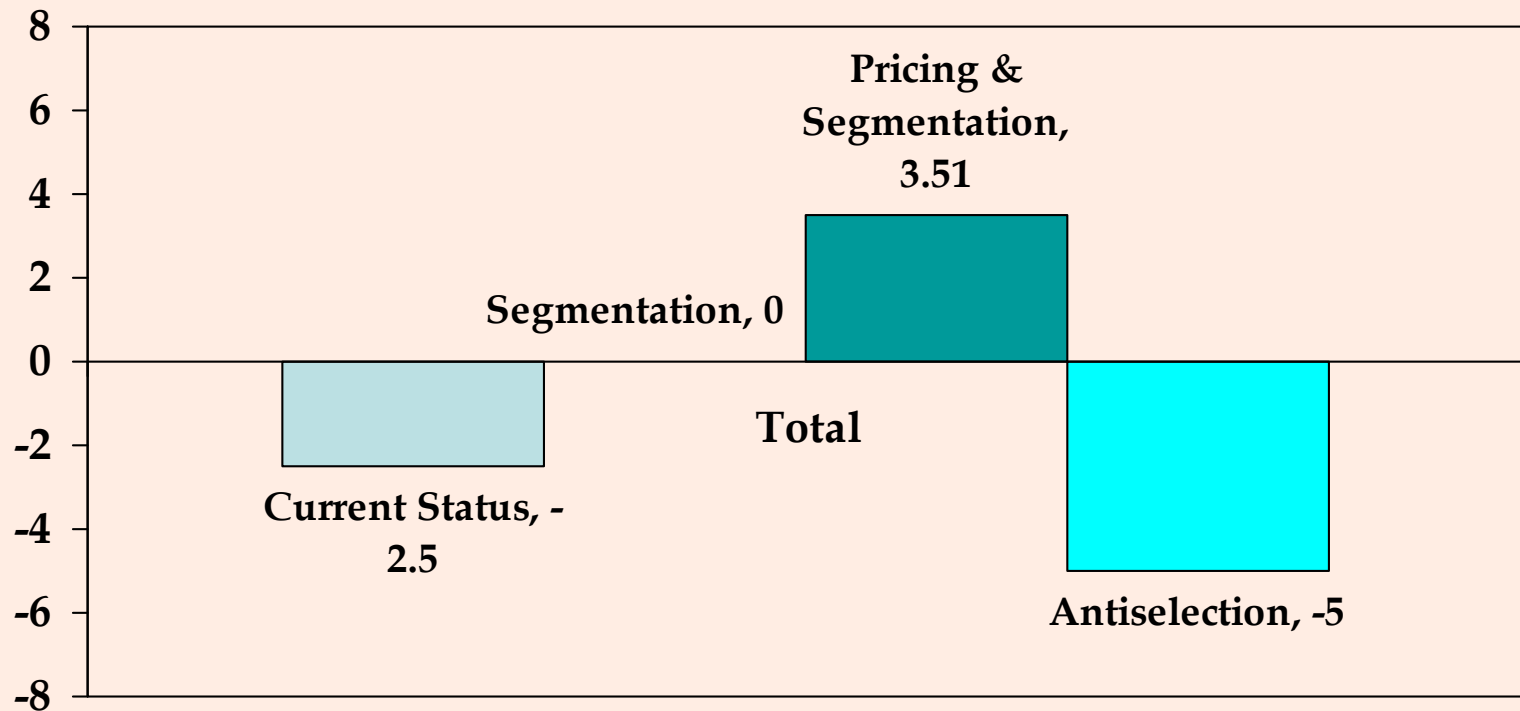 8
6
4
2
0
-2
-4
-6
-8
Pricing &
Segmentation,
3.51
Segmentation, 0
Total
Current Status, -
2.5
Antiselection, -5